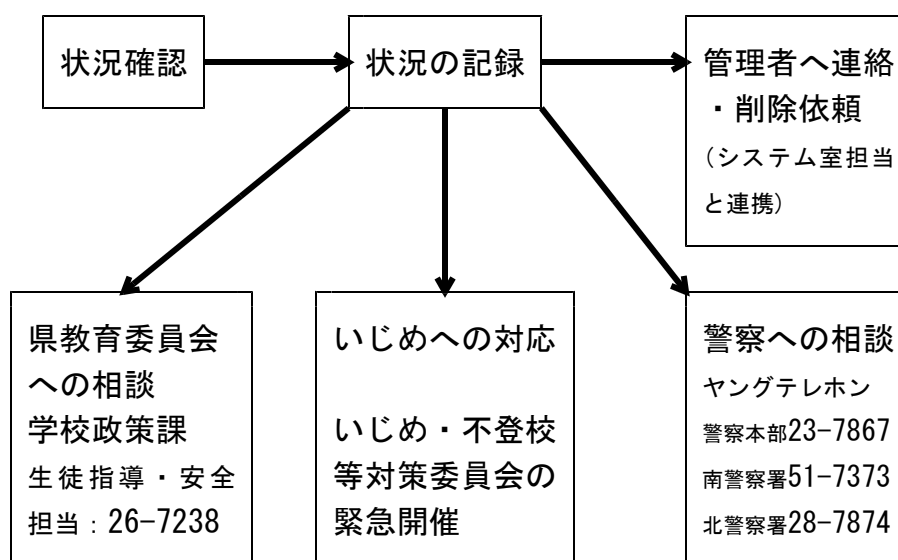 状況確認
状況の記録
管理者へ連絡
・削除依頼
(システム室担当
と連携)
県教育委員会
への相談
学校政策課
生徒指導・安全
担当：26-7238
いじめへの対応
いじめ・不登校
等対策委員会の
緊急開催
警察への相談
ヤングテレホン
警察本部23-7867
南警察署51-7373
北警察署28-7874